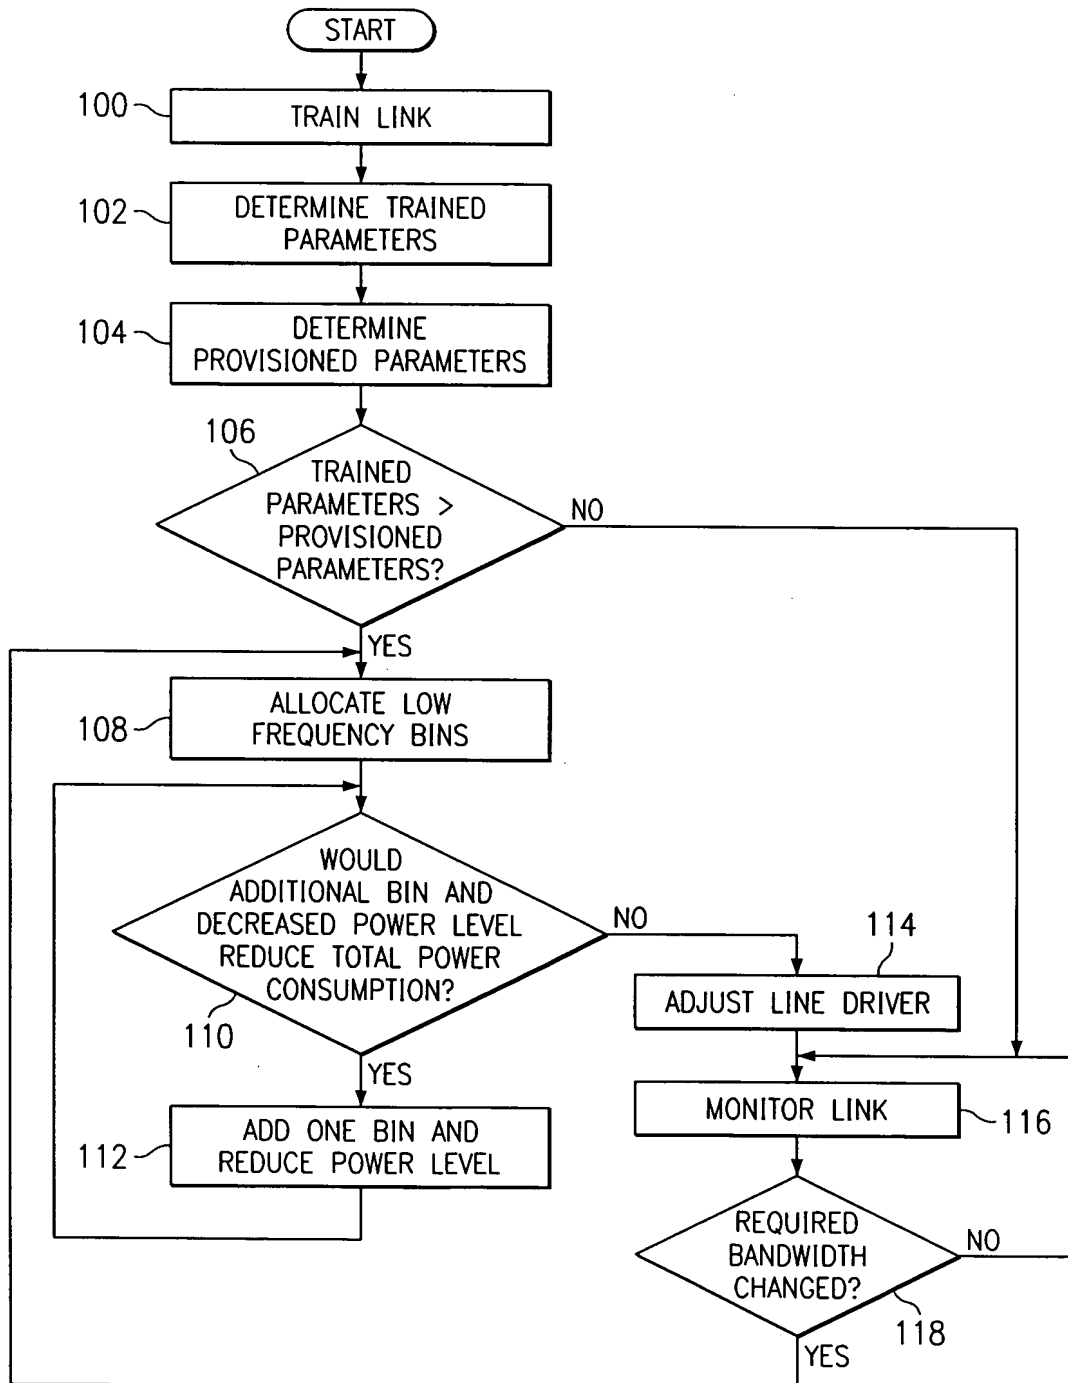 START
100
TRAIN LINK
102
DETERMINE TRAINED
PARAMETERS
104
DETERMINE
PROVISIONED PARAMETERS
106
TRAINED
PARAMETERS >
PROVISIONED
PARAMETERS?
NO
YES
108
ALLOCATE LOW
FREQUENCY BINS
WOULD
ADDITIONAL BIN AND
DECREASED POWER LEVEL
REDUCE TOTAL POWER
CONSUMPTION?
110
NO
YES
114
ADJUST LINE DRIVER
112
ADD ONE BIN AND
REDUCE POWER LEVEL
MONITOR LINK
116
REQUIRED
BANDWIDTH
CHANGED?
NO
118
YES